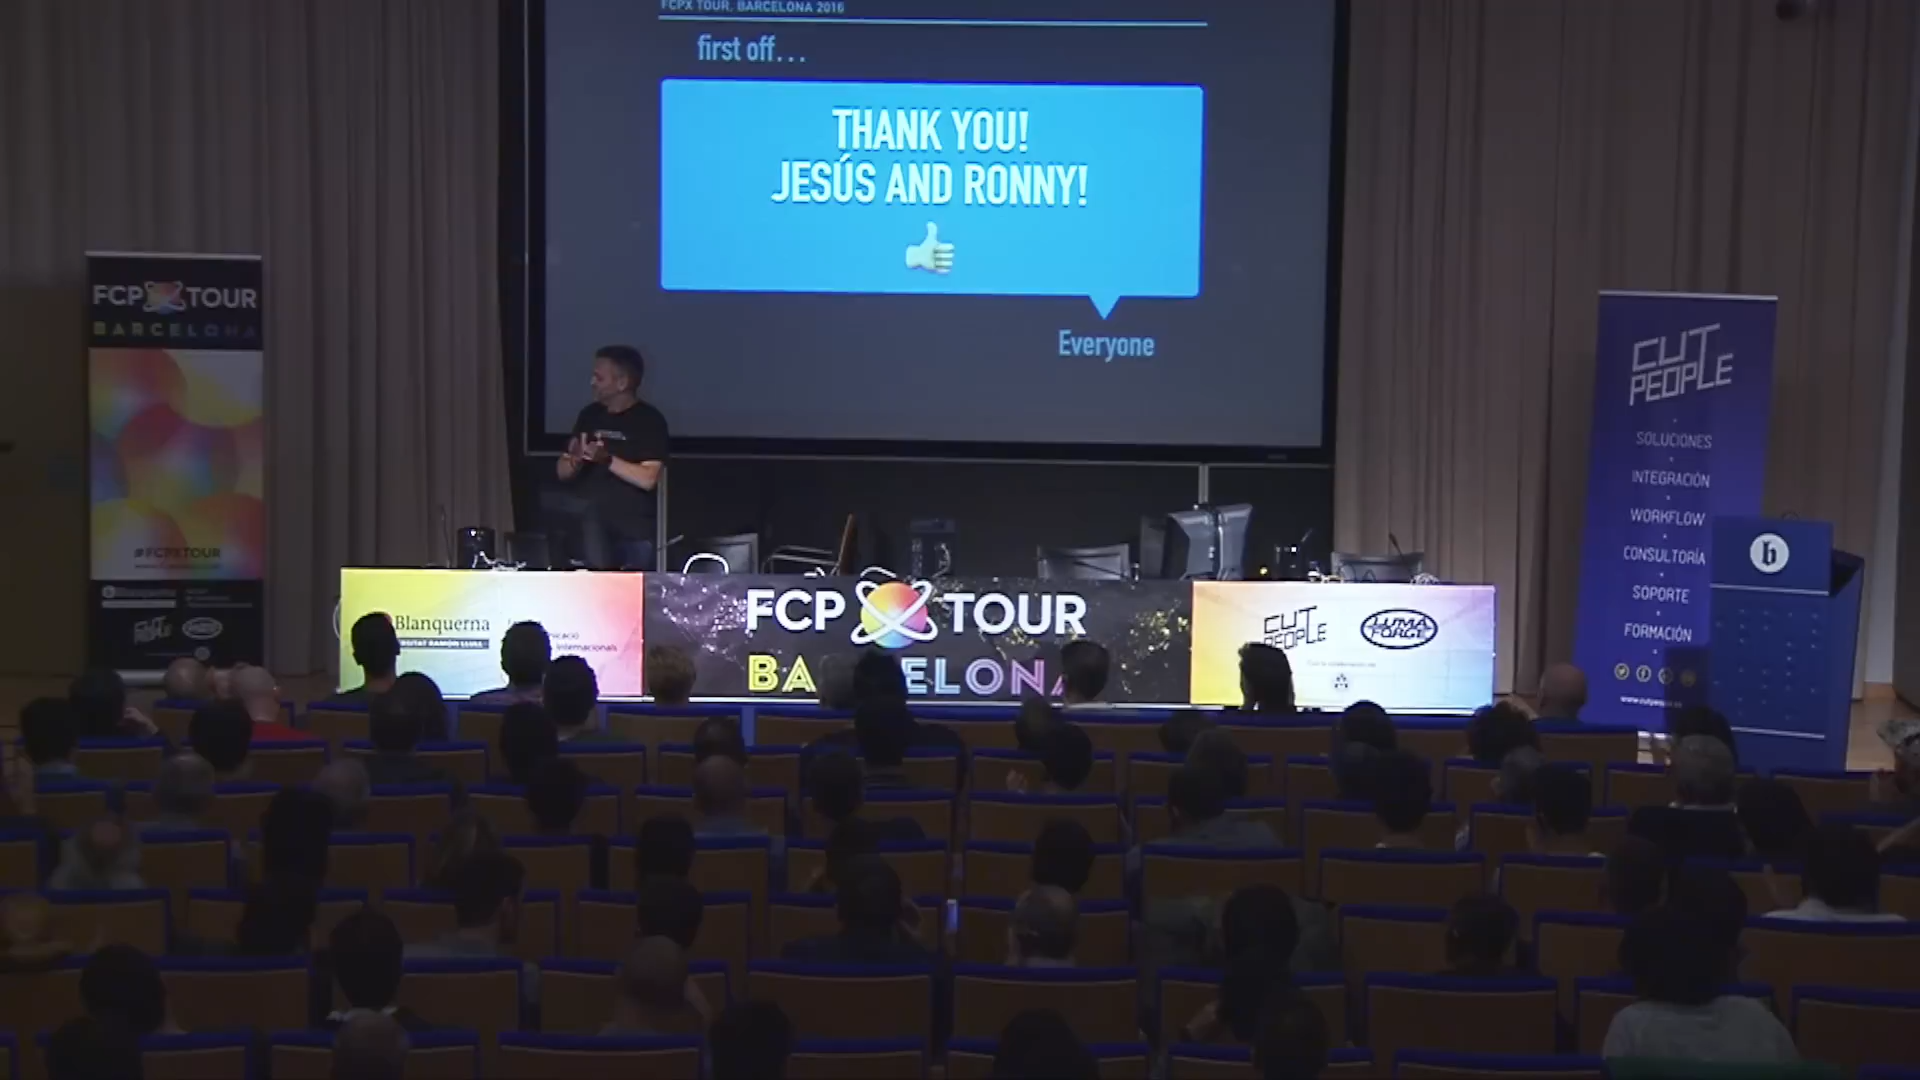 FCPX TOUR. BARCELONA 2016
first off...
THANK YOU!
JESÚS AND RONNY!
Everyone
FCP TOUR
BARCELONA
#FCPXTOUR
CUT
PEOPLE
SOLUCIONES
INTEGRACIÓN
WORKFLOW
CONSULTORÍA
SOPORTE
FORMACIÓN
b
Blanquerna
FCP TOUR
BARCELONA
CUT
PEOPLE
LUMA
FORGE